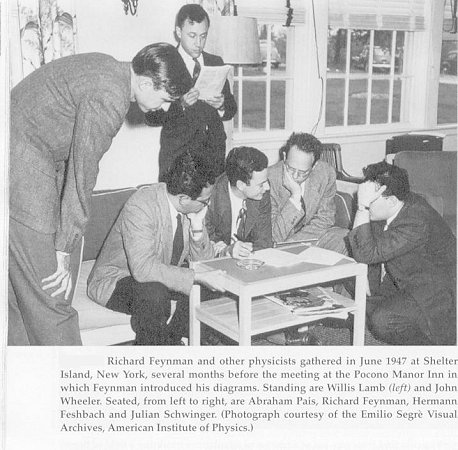 Richard Feynman and other physicists gathered in June 1947 at Shelter
Island, New York, several months before the meeting at the Pocono Manor Inn in
which Feynman introduced his diagrams. Standing are Willis Lamb (left) and John
Wheeler. Seated, from left to right, are Abraham Pais, Richard Feynman, Hermann
Feshbach and Julian Schwinger. (Photograph courtesy of the Emilio Segrè Visual
Archives, American Institute of Physics.)